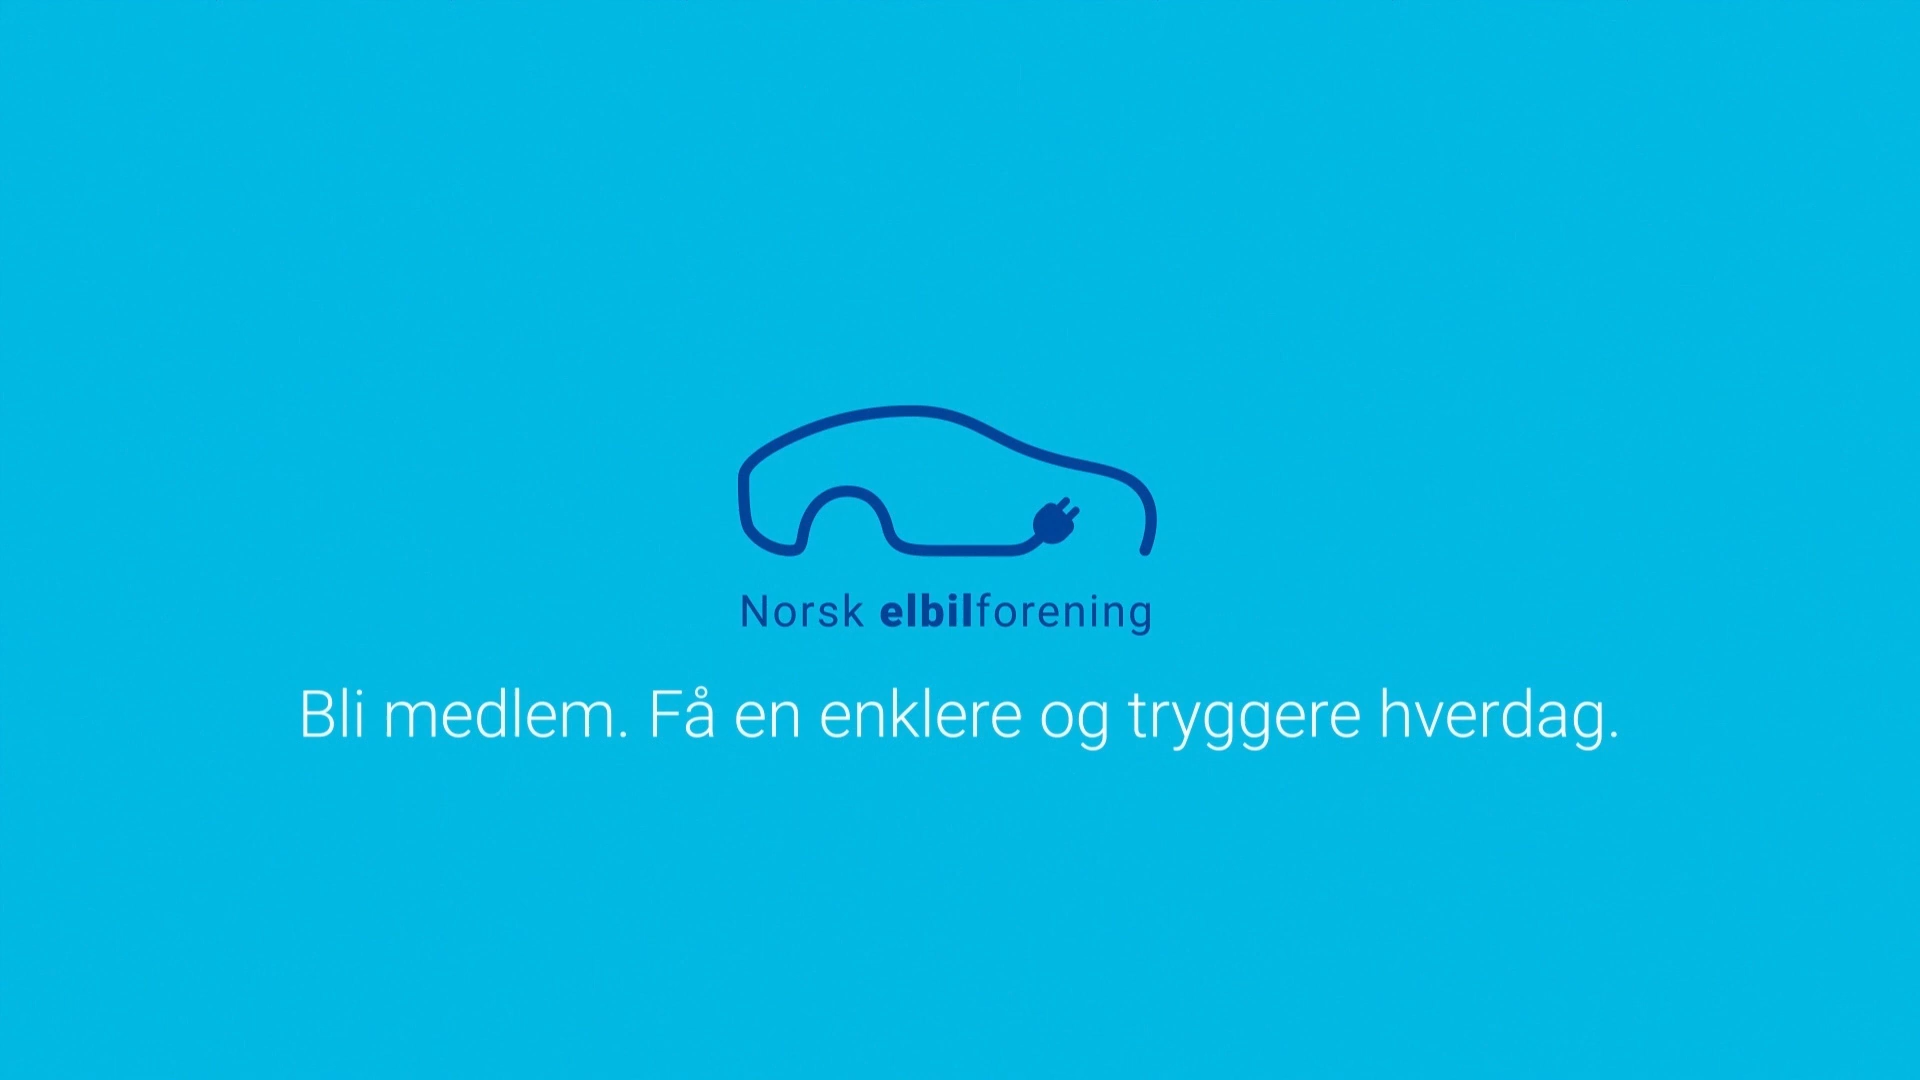 Norsk elbilforening
Bli medlem. Få en enklere og tryggere hverdag.